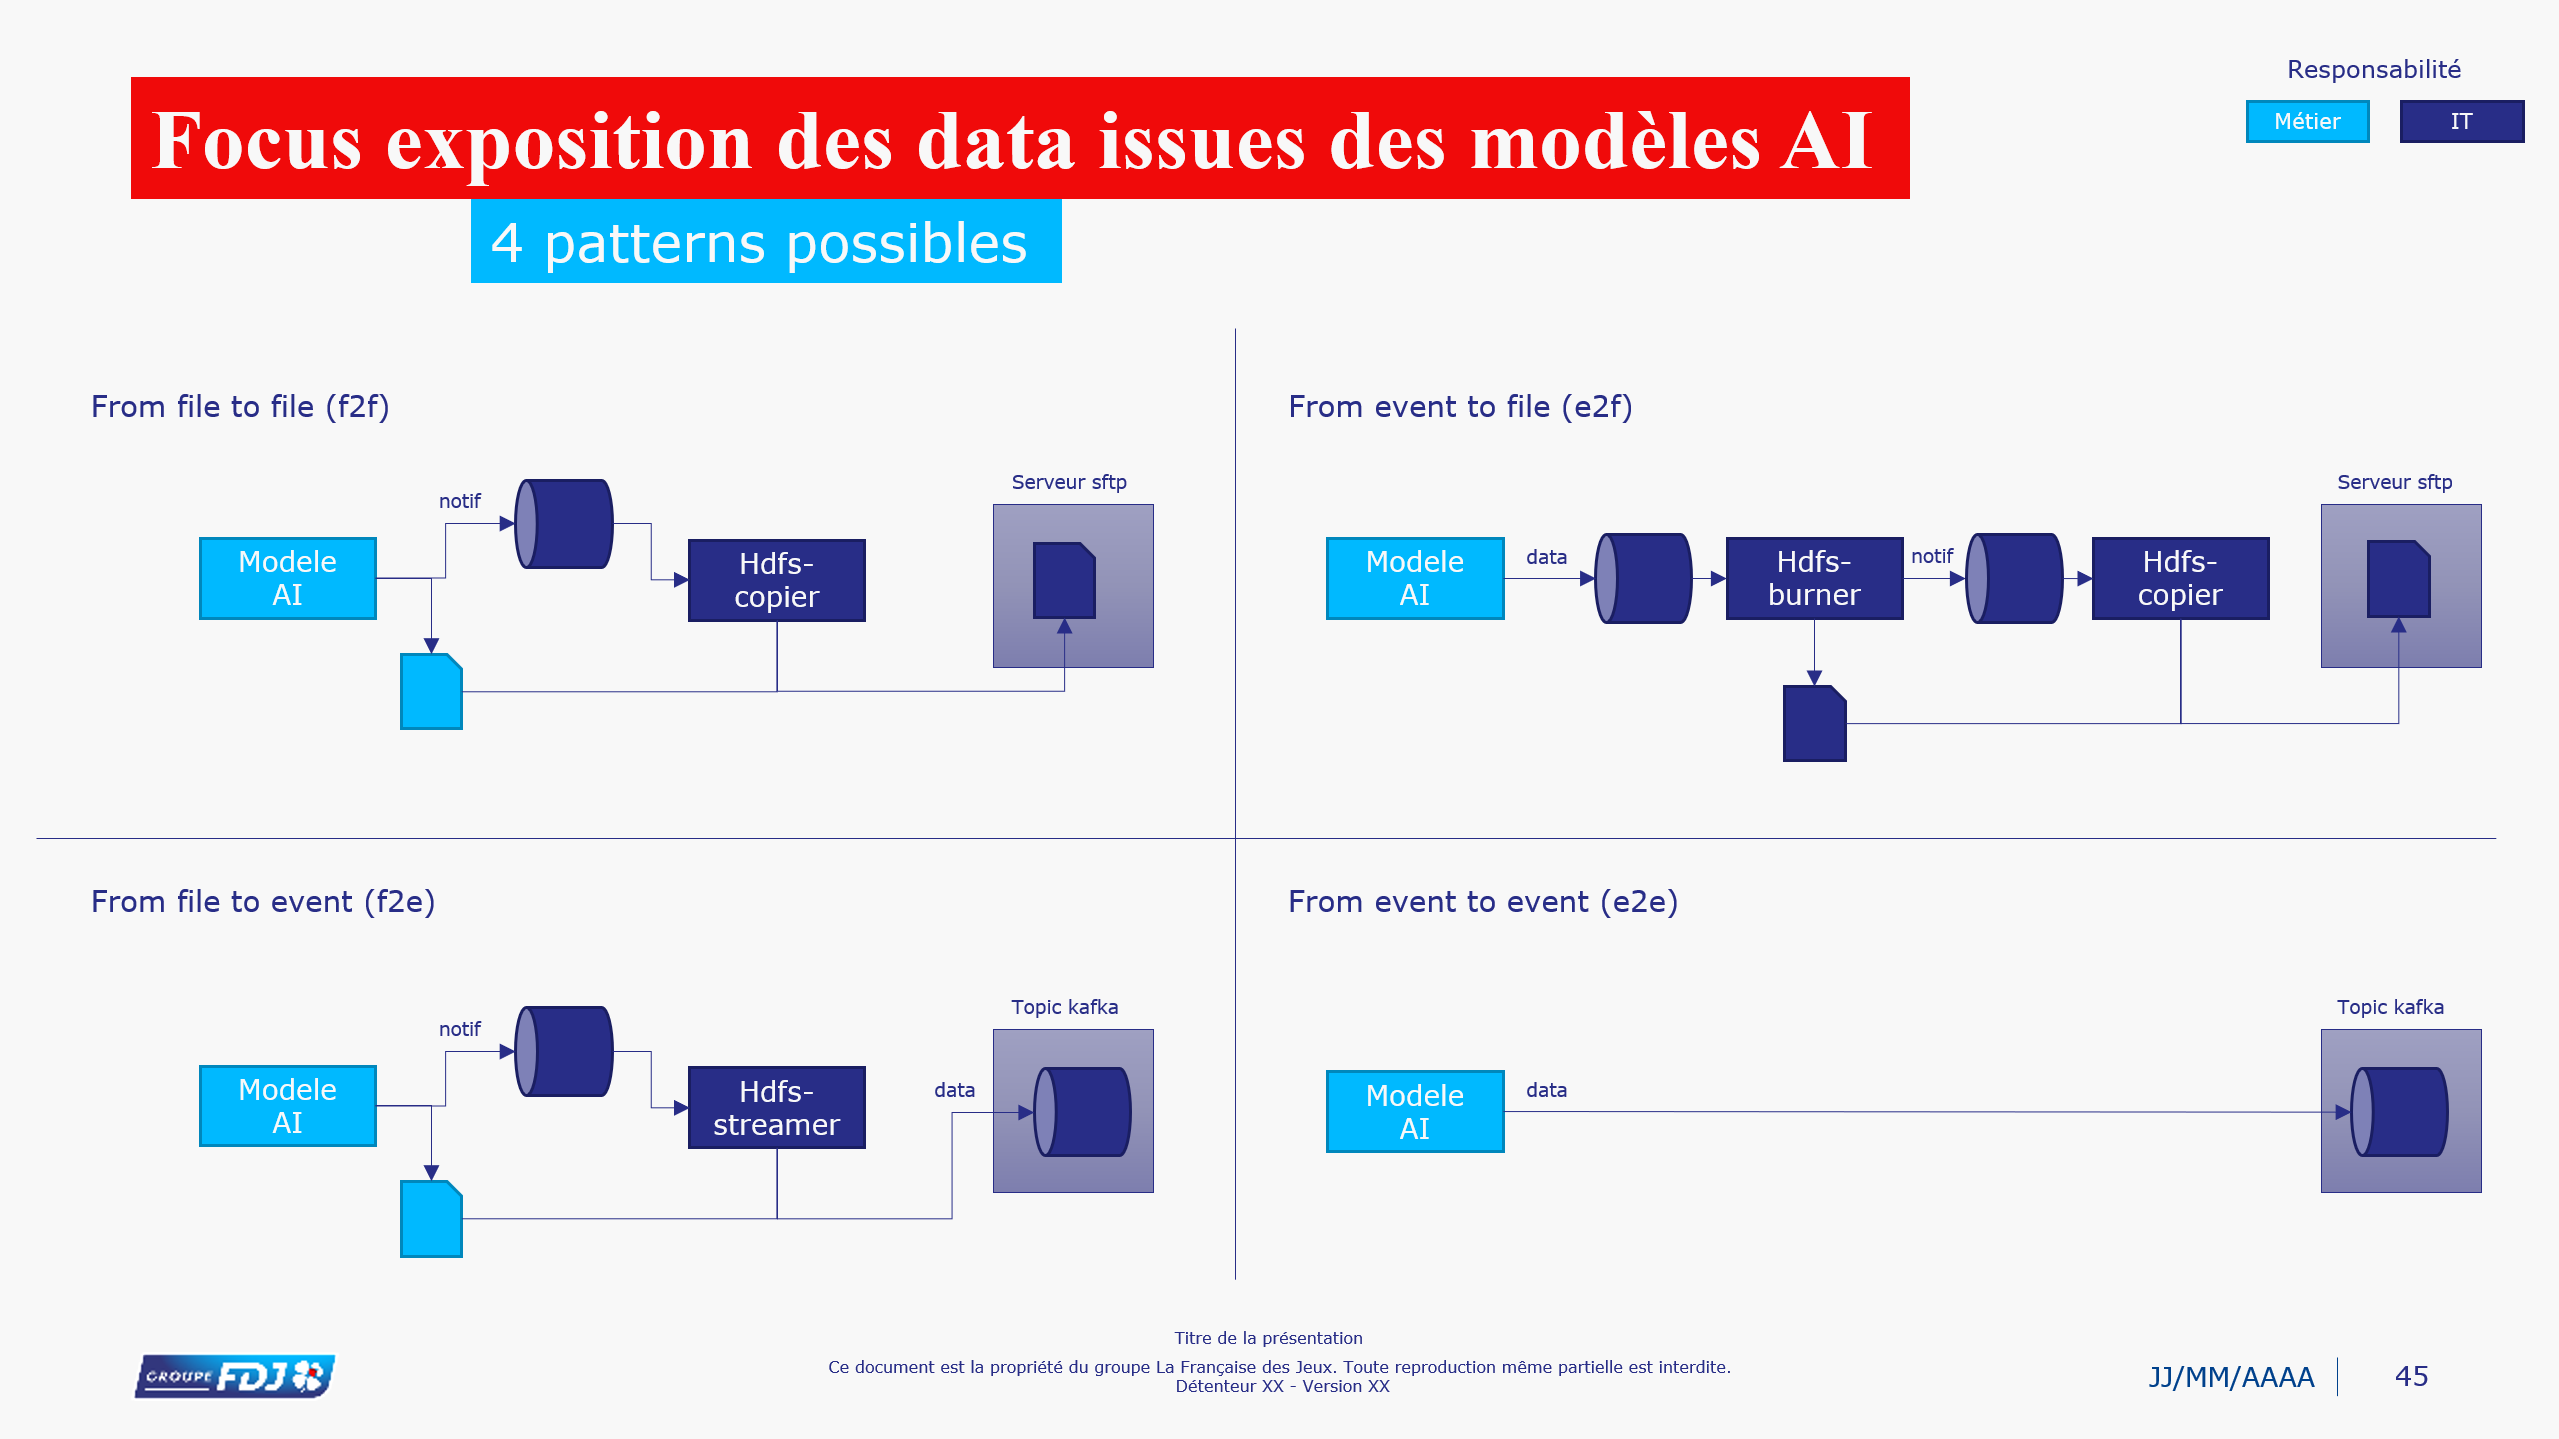 Responsabilité
Métier
IT
Focus exposition des data issues des modèles AI
4 patterns possibles
From file to file (f2f)
notif
Modele
AI
Hdfs-
copier
Serveur sftp
From event to file (e2f)
Modele
AI
data
Hdfs-
burner
notif
Hdfs-
copier
Serveur sftp
From file to event (f2e)
notif
Modele
AI
Hdfs-
streamer
data
Topic kafka
From event to event (e2e)
Modele
AI
data
Topic kafka
Titre de la présentation
Ce document est la propriété du groupe La Française des Jeux. Toute reproduction même partielle est interdite.
Détenteur XX - Version XX
GROUPE FDJ
JJ/MM/AAAA
45